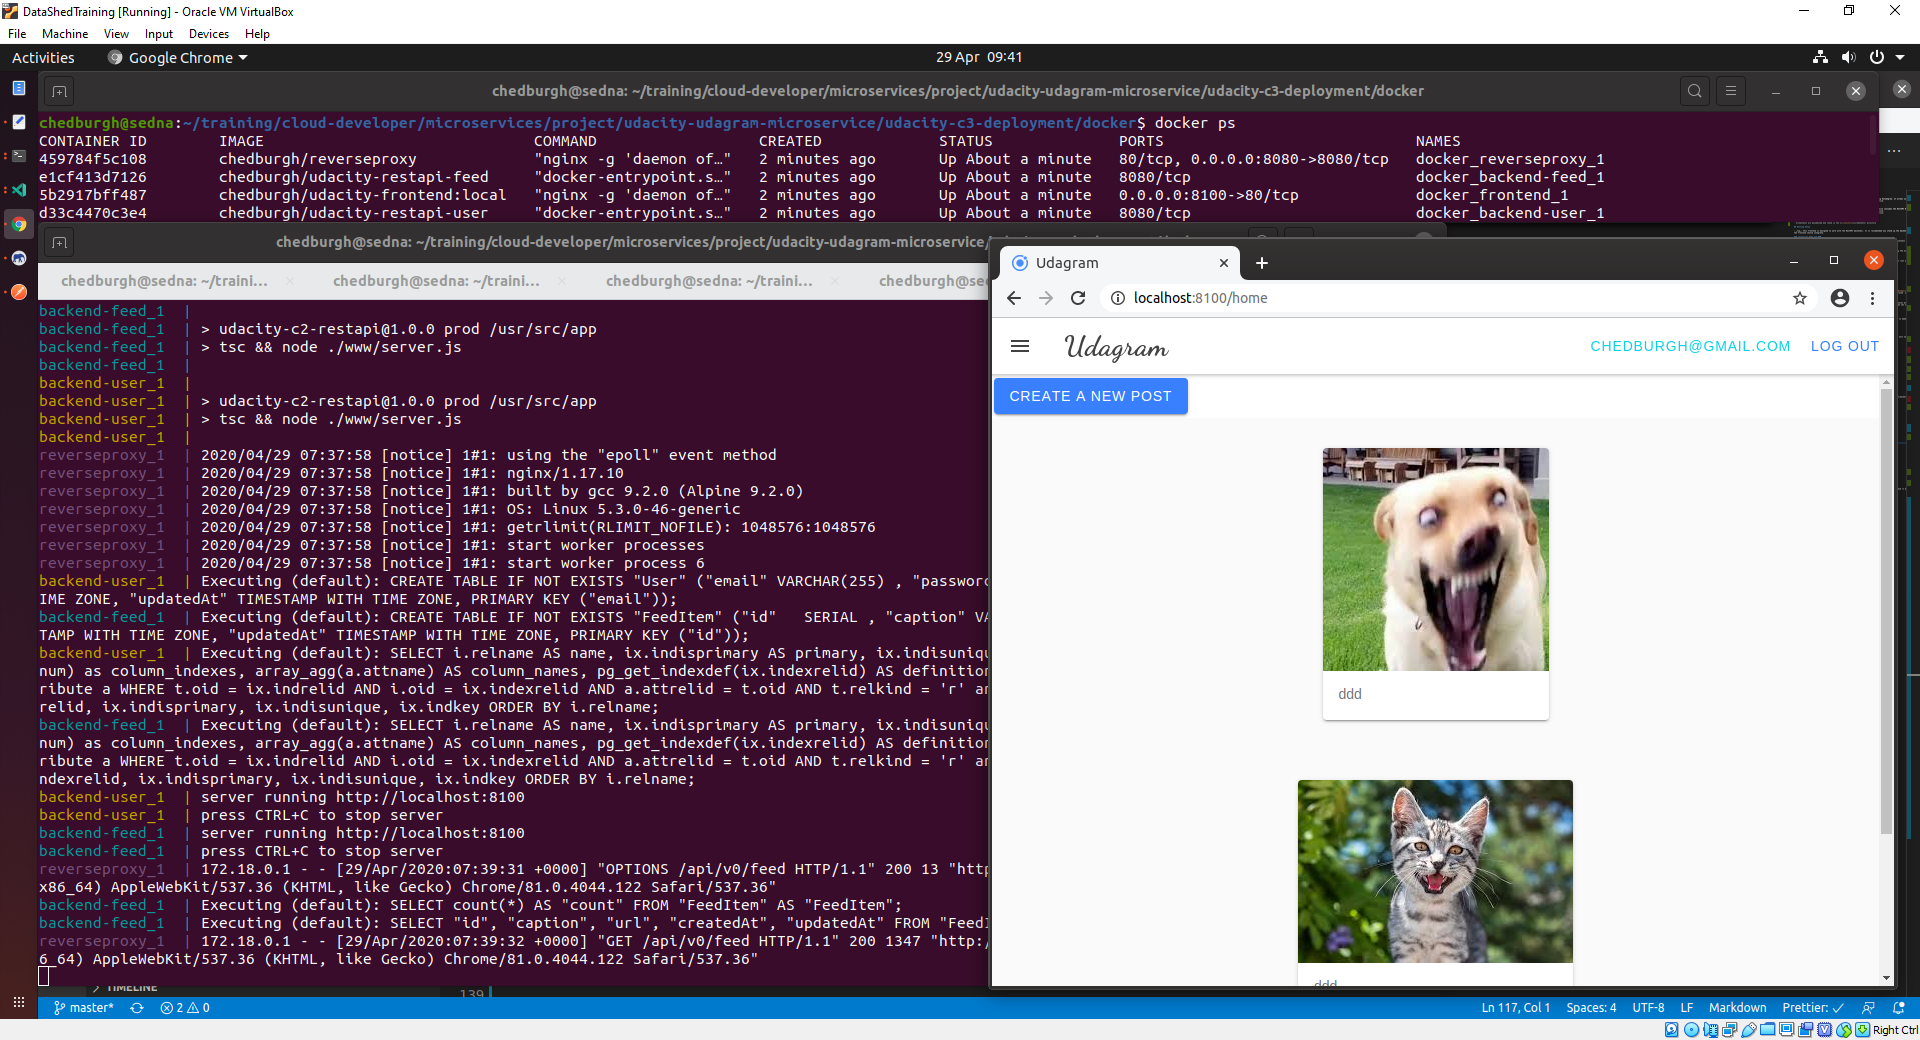 DataShedTraining [Running] - Oracle VM VirtualBox
File Machine View Input Devices Help
Activities Google Chrome 29 Apr 09:41
chedburgh@sedna: ~/training/cloud-developer/microservices/project/udacity-udagram-microservice/udacity-c3-deployment/docker
chedburgh@sedna:~/training/cloud-developer/microservices/project/udacity-udagram-microservice/udacity-c3-deployment/docker$ docker ps
CONTAINER ID IMAGE COMMAND CREATED STATUS PORTS NAMES
459784f5c108 chedburgh/reverseproxy "nginx -g 'daemon of…" 2 minutes ago Up About a minute 80/tcp, 0.0.0.0:8080->8080/tcp docker_reverseproxy_1
e1cf413d7126 chedburgh/udacity-restapi-feed "docker-entrypoint.s…" 2 minutes ago Up About a minute 8080/tcp docker_backend-feed_1
5b2917bff487 chedburgh/udacity-frontend:local "nginx -g 'daemon of…" 2 minutes ago Up About a minute 0.0.0.0:8100->80/tcp docker_frontend_1
d33c4470c3e4 chedburgh/udacity-restapi-user "docker-entrypoint.s…" 2 minutes ago Up About a minute 8080/tcp docker_backend-user_1
chedburgh@sedna: ~/training/cloud-developer/microservices/project/udacity-udagram-microservice/
chedburgh@sedna: ~/traini… chedburgh@sedna: ~/traini… chedburgh@sedna: ~/traini… chedburgh@se
backend-feed_1 |
backend-feed_1 | > udacity-c2-restapi@1.0.0 prod /usr/src/app
backend-feed_1 | > tsc && node ./www/server.js
backend-feed_1 |
backend-user_1 |
backend-user_1 | > udacity-c2-restapi@1.0.0 prod /usr/src/app
backend-user_1 | > tsc && node ./www/server.js
backend-user_1 |
reverseproxy_1 | 2020/04/29 07:37:58 [notice] 1#1: using the "epoll" event method
reverseproxy_1 | 2020/04/29 07:37:58 [notice] 1#1: nginx/1.17.10
reverseproxy_1 | 2020/04/29 07:37:58 [notice] 1#1: built by gcc 9.2.0 (Alpine 9.2.0)
reverseproxy_1 | 2020/04/29 07:37:58 [notice] 1#1: OS: Linux 5.3.0-46-generic
reverseproxy_1 | 2020/04/29 07:37:58 [notice] 1#1: getrlimit(RLIMIT_NOFILE): 1048576:1048576
reverseproxy_1 | 2020/04/29 07:37:58 [notice] 1#1: start worker processes
reverseproxy_1 | 2020/04/29 07:37:58 [notice] 1#1: start worker process 6
backend-user_1 | Executing (default): CREATE TABLE IF NOT EXISTS "User" ("email" VARCHAR(255) , "password
IME ZONE, "updatedAt" TIMESTAMP WITH TIME ZONE, PRIMARY KEY ("email"));
backend-feed_1 | Executing (default): CREATE TABLE IF NOT EXISTS "FeedItem" ("id" SERIAL , "caption" VA
TAMP WITH TIME ZONE, "updatedAt" TIMESTAMP WITH TIME ZONE, PRIMARY KEY ("id"));
backend-user_1 | Executing (default): SELECT i.relname AS name, ix.indisprimary AS primary, ix.indisuniqu
num) as column_indexes, array_agg(a.attname) AS column_names, pg_get_indexdef(ix.indexrelid) AS definition
ribute a WHERE t.oid = ix.indrelid AND i.oid = ix.indexrelid AND a.attrelid = t.oid AND t.relkind = 'r' an
relid, ix.indisprimary, ix.indisunique, ix.indkey ORDER BY i.relname;
backend-feed_1 | Executing (default): SELECT i.relname AS name, ix.indisprimary AS primary, ix.indisuniqu
num) as column_indexes, array_agg(a.attname) AS column_names, pg_get_indexdef(ix.indexrelid) AS definition
ribute a WHERE t.oid = ix.indrelid AND i.oid = ix.indexrelid AND a.attrelid = t.oid AND t.relkind = 'r' an
ndexrelid, ix.indisprimary, ix.indisunique, ix.indkey ORDER BY i.relname;
backend-user_1 | server running http://localhost:8100
backend-user_1 | press CTRL+C to stop server
backend-feed_1 | server running http://localhost:8100
backend-feed_1 | press CTRL+C to stop server
reverseproxy_1 | 172.18.0.1 - - [29/Apr/2020:07:39:31 +0000] "OPTIONS /api/v0/feed HTTP/1.1" 200 13 "http
x86_64) AppleWebKit/537.36 (KHTML, like Gecko) Chrome/81.0.4044.122 Safari/537.36"
backend-feed_1 | Executing (default): SELECT count(*) AS "count" FROM "FeedItem" AS "FeedItem";
backend-feed_1 | Executing (default): SELECT "id", "caption", "url", "createdAt", "updatedAt" FROM "FeedI
reverseproxy_1 | 172.18.0.1 - - [29/Apr/2020:07:39:32 +0000] "GET /api/v0/feed HTTP/1.1" 200 1347 "http:/
6_64) AppleWebKit/537.36 (KHTML, like Gecko) Chrome/81.0.4044.122 Safari/537.36"
TIMELINE
139
Udagram
localhost:8100/home
Udagram CHEDBURGH@GMAIL.COM LOG OUT
CREATE A NEW POST
ddd
ddd
master* 2 0 Ln 117, Col 1 Spaces: 4 UTF-8 LF Markdown Prettier: ✓
Right Ctrl